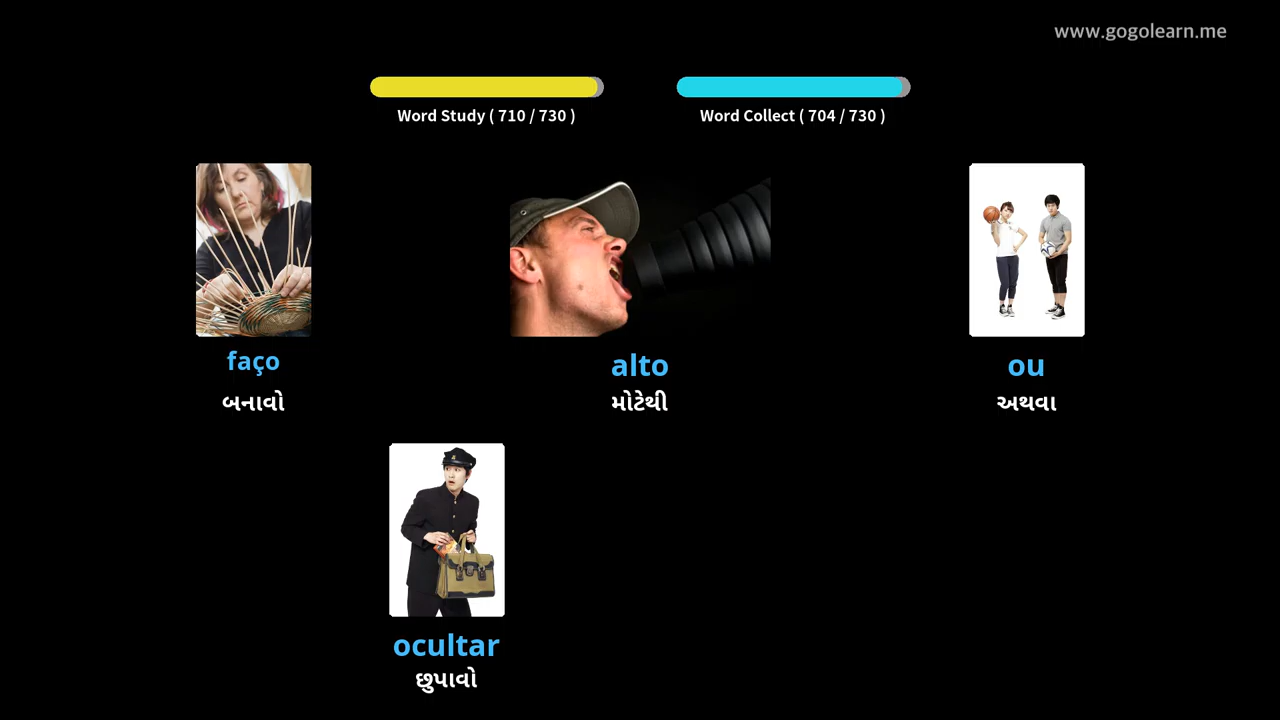 www.gogolearn.me
Word Study ( 710 / 730 )
Word Collect ( 704 / 730 )
faço
બનાવો
alto
મોટેથી
ou
અથવા
ocultar
છુપાવો